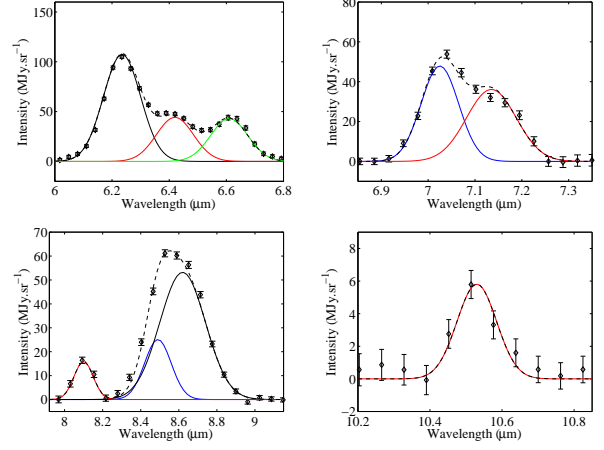 150
100
50
0
6 6.2 6.4 6.6 6.8
Intensity (MJy.sr⁻¹)
Wavelength (μm)
80
60
40
20
0
6.9 7 7.1 7.2 7.3
Intensity (MJy.sr⁻¹)
Wavelength (μm)
70
60
50
40
30
20
10
0
8 8.2 8.4 8.6 8.8 9
Intensity (MJy.sr⁻¹)
Wavelength (μm)
8
6
4
2
0
−2
10.2 10.4 10.6 10.8
Intensity (MJy.sr⁻¹)
Wavelength (μm)